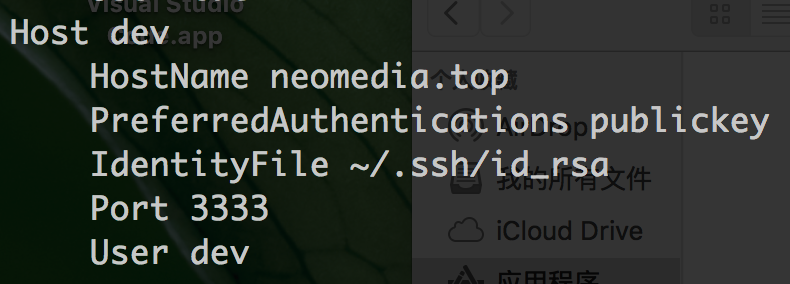 Visual Studio
Code.app
Host dev
    HostName neomedia.top
    PreferredAuthentications publickey
    IdentityFile ~/.ssh/id_rsa
    Port 3333
    User dev
AirDrop
我的所有文件
iCloud Drive
应用程序